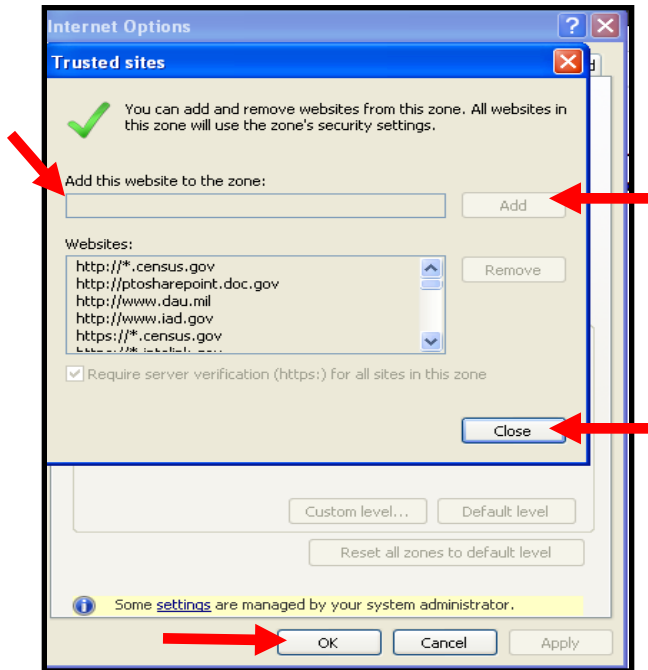 Internet Options
Trusted sites
You can add and remove websites from this zone. All websites in
this zone will use the zone's security settings.
Add this website to the zone:
Add
Websites:
http://*.census.gov
http://ptosharepoint.doc.gov
http://www.dau.mil
http://www.iad.gov
https://*.census.gov
Remove
Require server verification (https:) for all sites in this zone
Close
Custom level...
Default level
Reset all zones to default level
Some settings are managed by your system administrator.
OK
Cancel
Apply